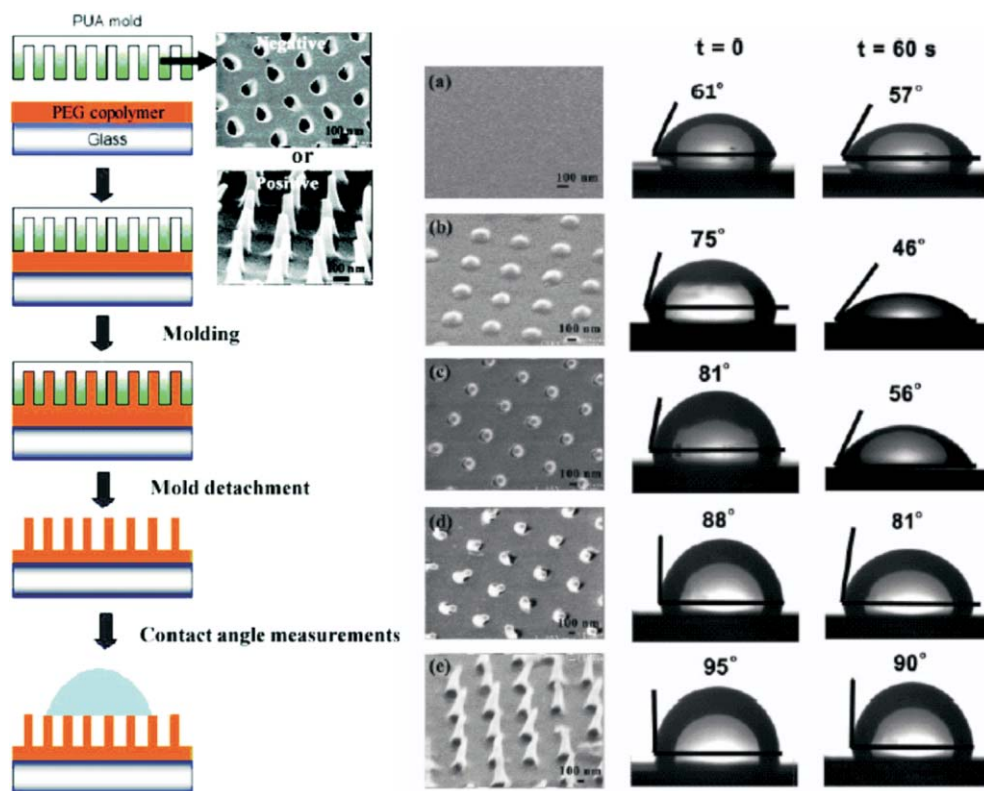 PUA mold
Negative
100 nm
PEG copolymer
Glass
or
Positive
100 nm
Molding
Mold detachment
Contact angle measurements
t = 0
t = 60 s
(a)
100 nm
61°
57°
(b)
100 nm
75°
46°
(c)
100 nm
81°
56°
(d)
100 nm
88°
81°
(e)
100 nm
95°
90°